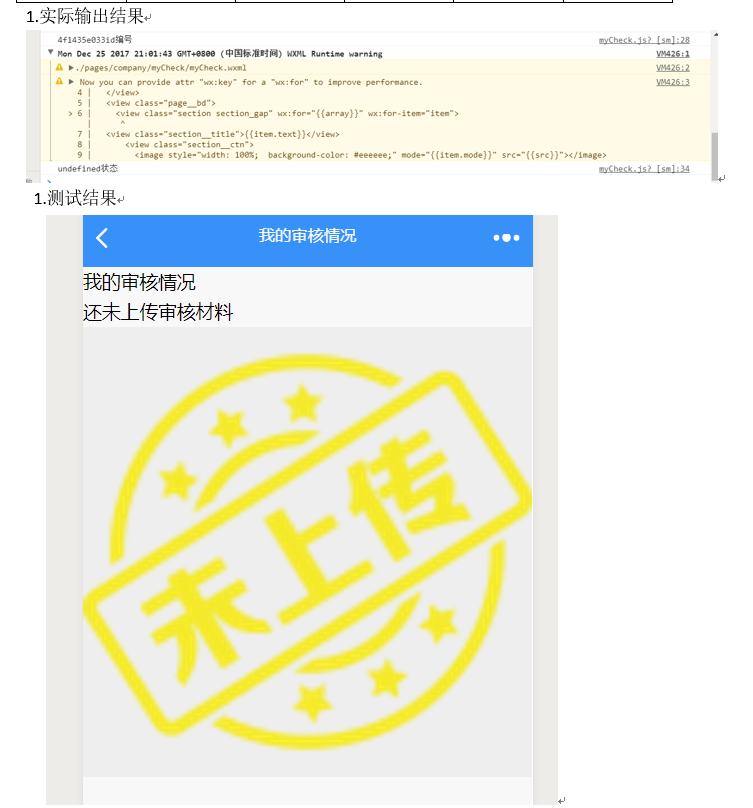 1.实际输出结果
4f1435e033id编号 myCheck.js? [sm]:28
▼ Mon Dec 25 2017 21:01:43 GMT+0800 (中国标准时间) WXML Runtime warning VM426:1
▶./pages/company/myCheck/myCheck.wxml VM426:2
▶ Now you can provide attr "wx:key" for a "wx:for" to improve performance. VM426:3
4 | </view>
5 | <view class="page__bd">
> 6 | <view class="section section_gap" wx:for="{{array}}" wx:for-item="item">
| ^
7 | <view class="section__title">{{item.text}}</view>
8 | <view class="section__ctn">
9 | <image style="width: 100%; background-color: #eeeeee;" mode="{{item.mode}}" src="{{src}}"></image>
undefined状态 myCheck.js? [sm]:34
1.测试结果
我的审核情况
我的审核情况
还未上传审核材料
未上传